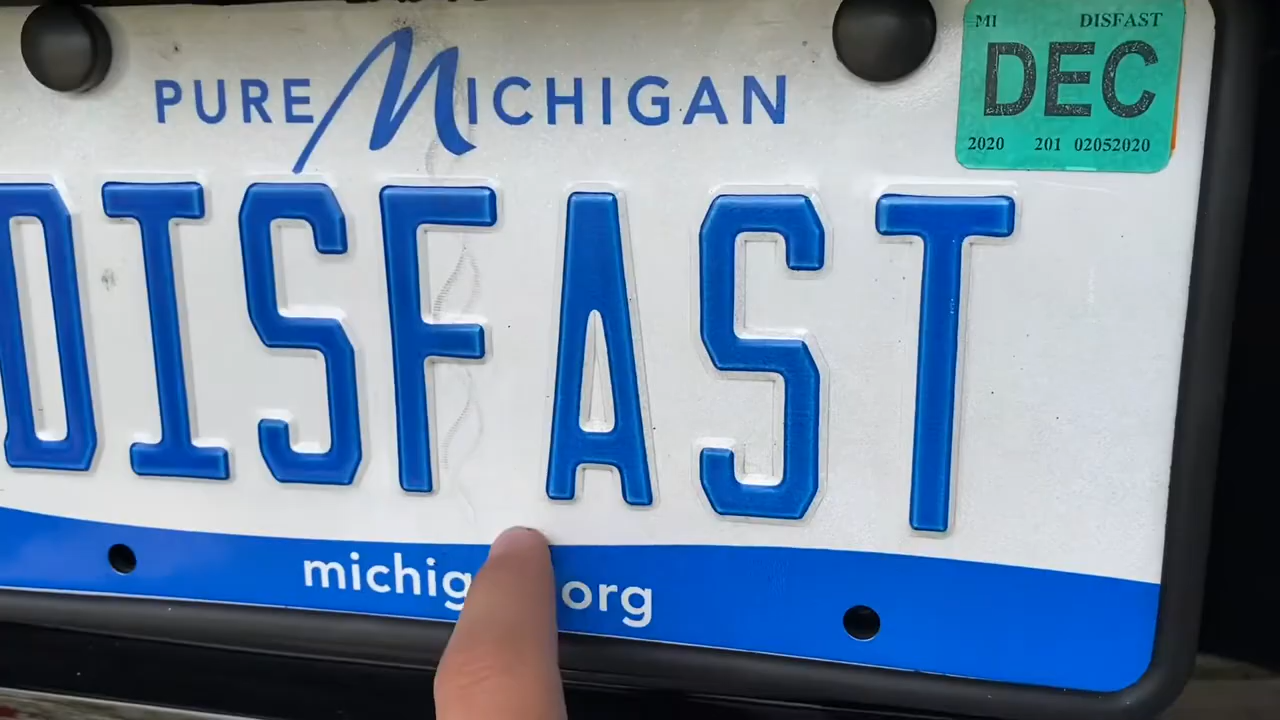 PURE MICHIGAN
MI DISFAST
DEC
2020 201 02052020
DISFAST
michig org